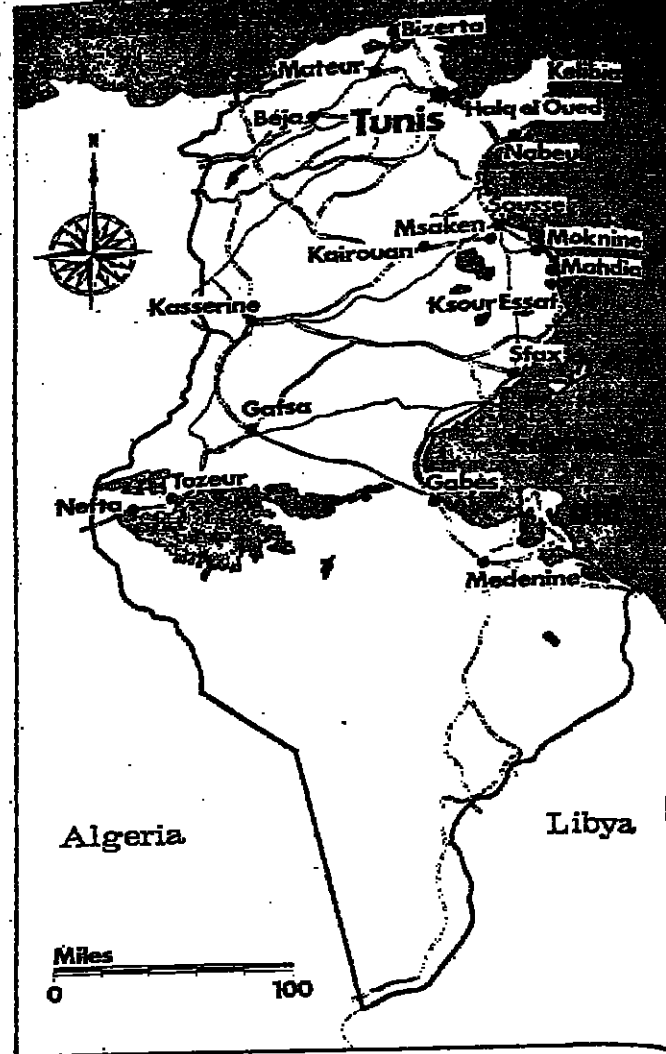 Bizerta
Mateur
Kelibia
Halq el Oued
Béja
Tunis
Nabeul
N
Sousse
Msaken
Moknine
Kairouan
Mahdia
Kasserine
Ksour Essaf
Sfax
Gafsa
Tozeur
Gabès
Nefta
Medenine
Algeria
Libya
Miles
0
100